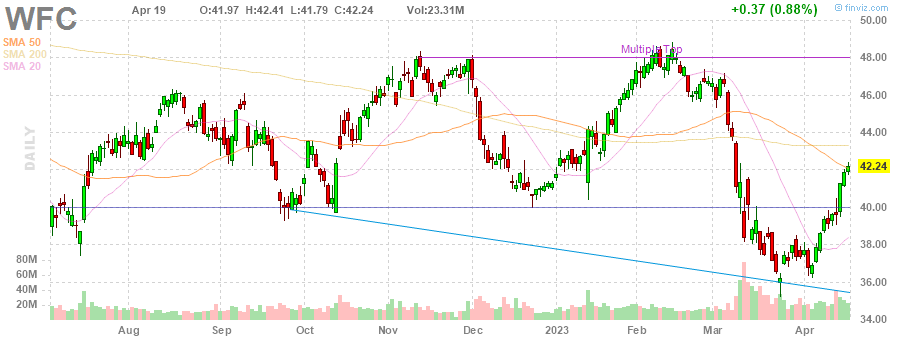 WFC
Apr 19 O:41.97 H:42.41 L:41.79 C:42.24 Vol:23.31M +0.37 (0.88%)
© finviz.com
SMA 50
SMA 200
SMA 20
DAILY
Multiple Top
50.00
48.00
46.00
44.00
42.24
40.00
38.00
36.00
34.00
80M
60M
40M
20M
Aug Sep Oct Nov Dec 2023 Feb Mar Apr